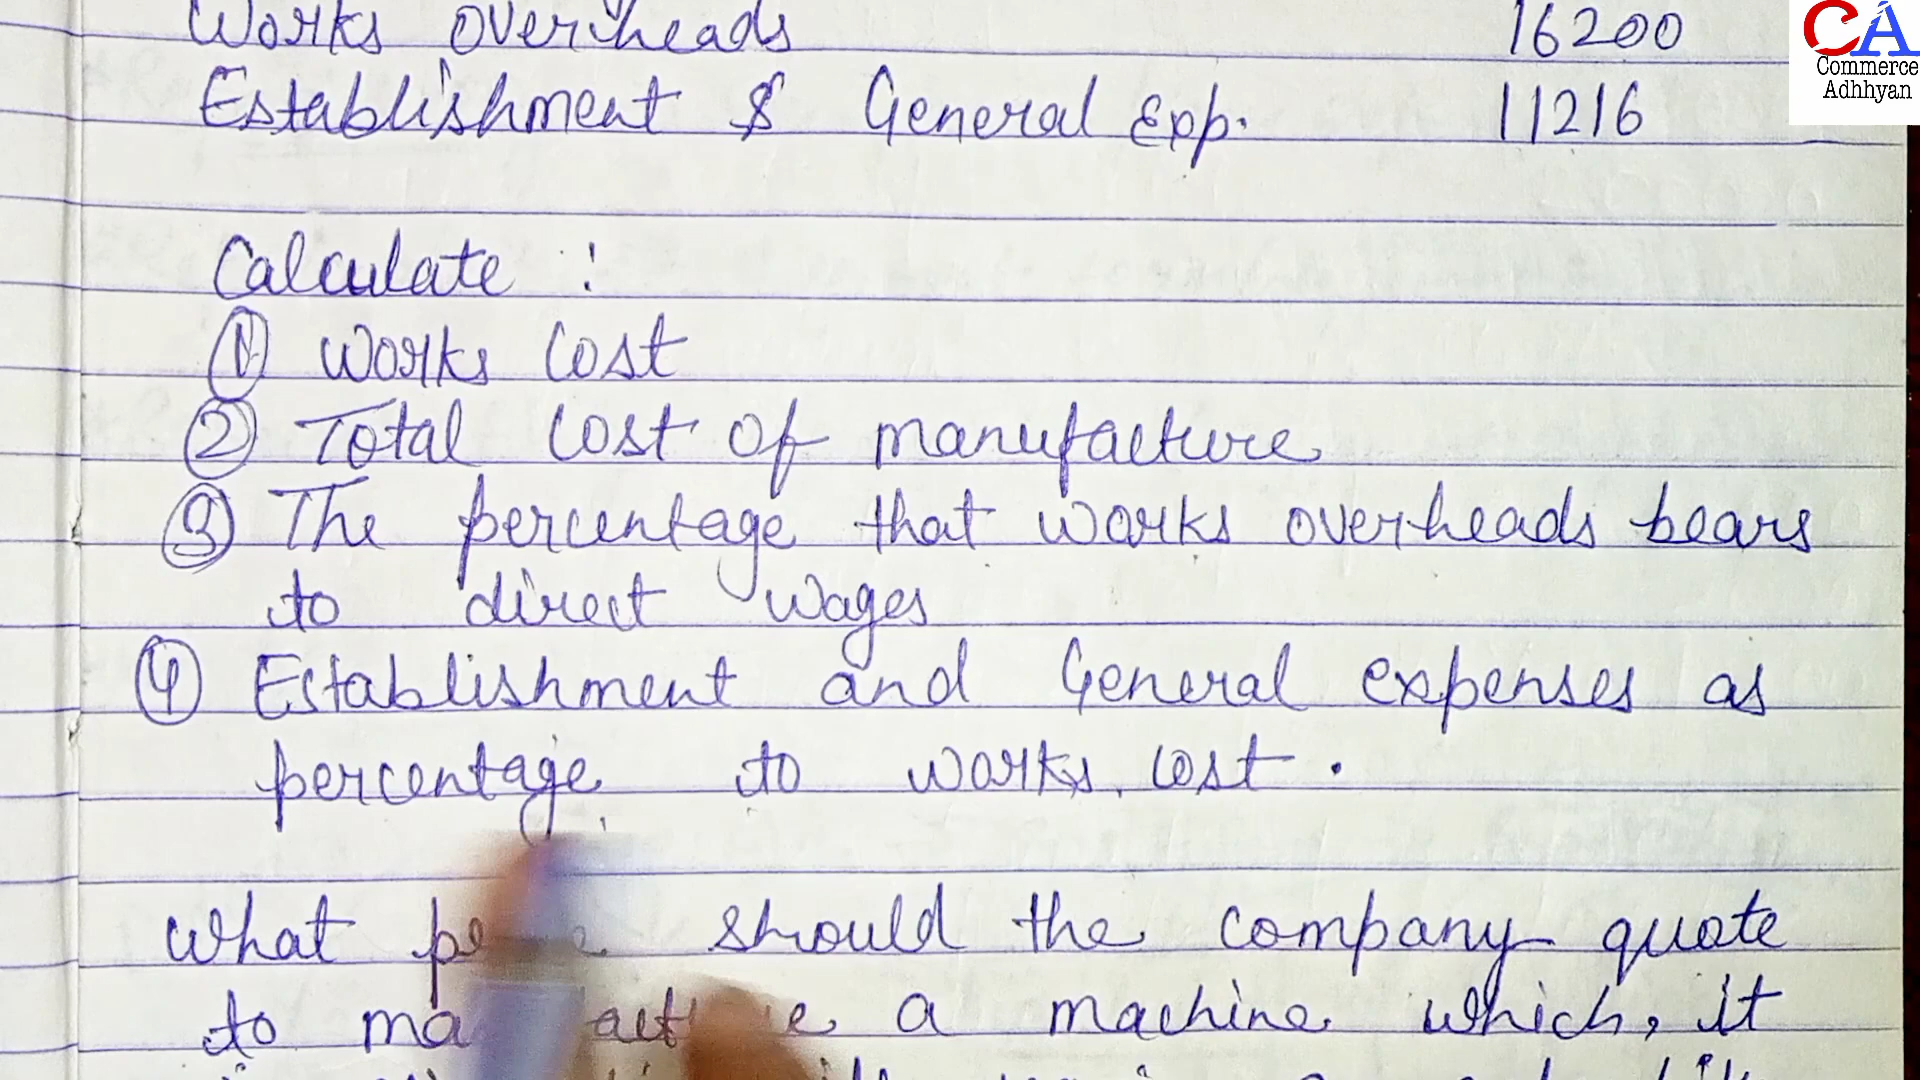 Works overheads 16200
Establishment & General Exp. 11216
CA
Commerce
Adhhyan
Calculate :
① Works Cost
② Total Cost of manufacture
③ The percentage that works overheads bears
to direct wages
④ Establishment and General expenses as
percentage to works cost.
What should the company quote
to a machine which, it